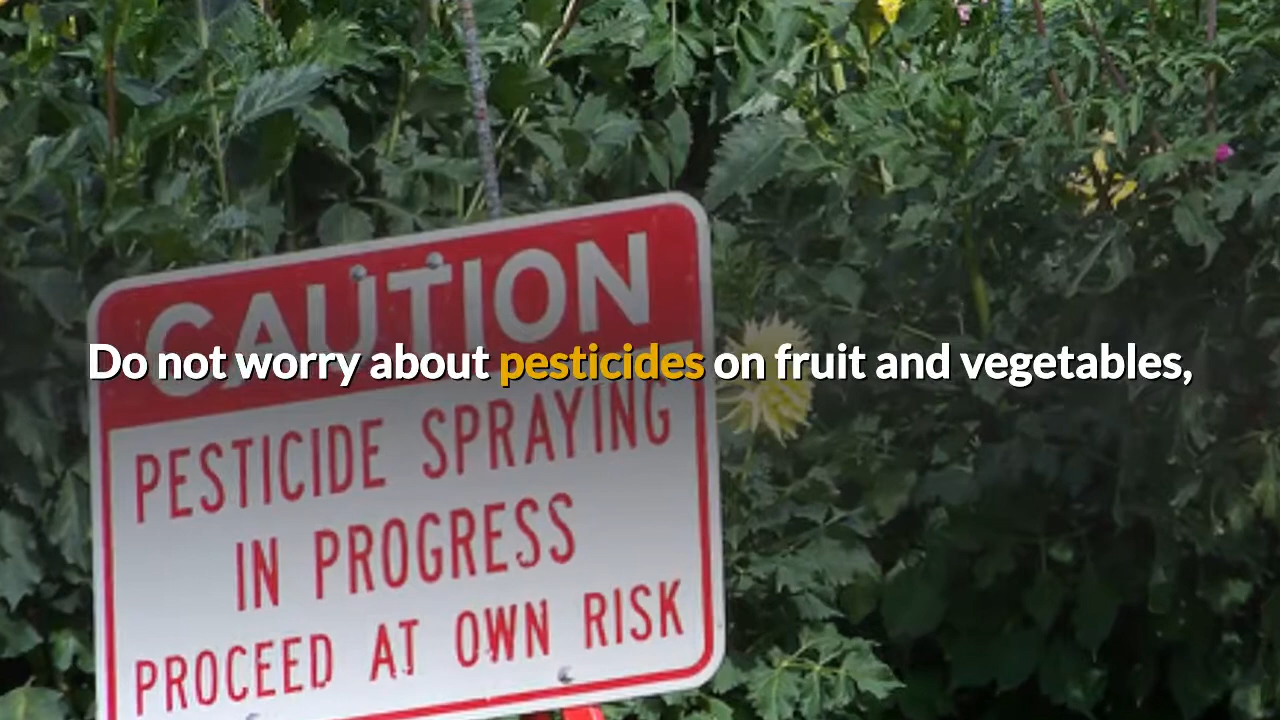 CAUTION
Do not worry about pesticides on fruit and vegetables,
PESTICIDE SPRAYING
IN PROGRESS
PROCEED AT OWN RISK